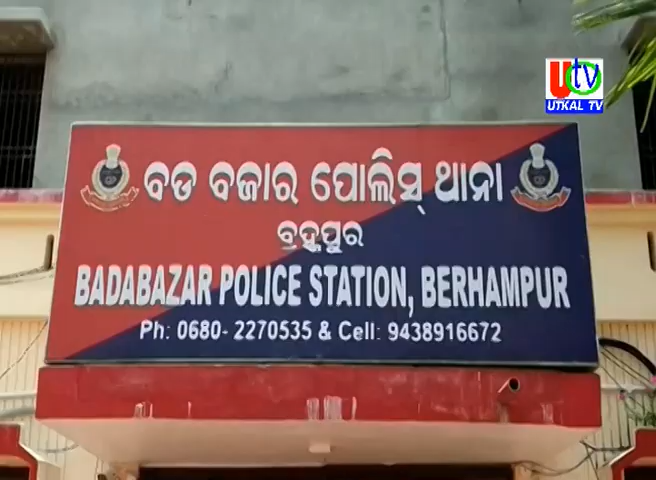 Utv
UTKAL TV
ବଡ ବଜାର ପୋଲିସ୍ ଥାନା
ବ୍ରହ୍ମପୁର
BADABAZAR POLICE STATION, BERHAMPUR
Ph: 0680- 2270535 & Cell: 9438916672